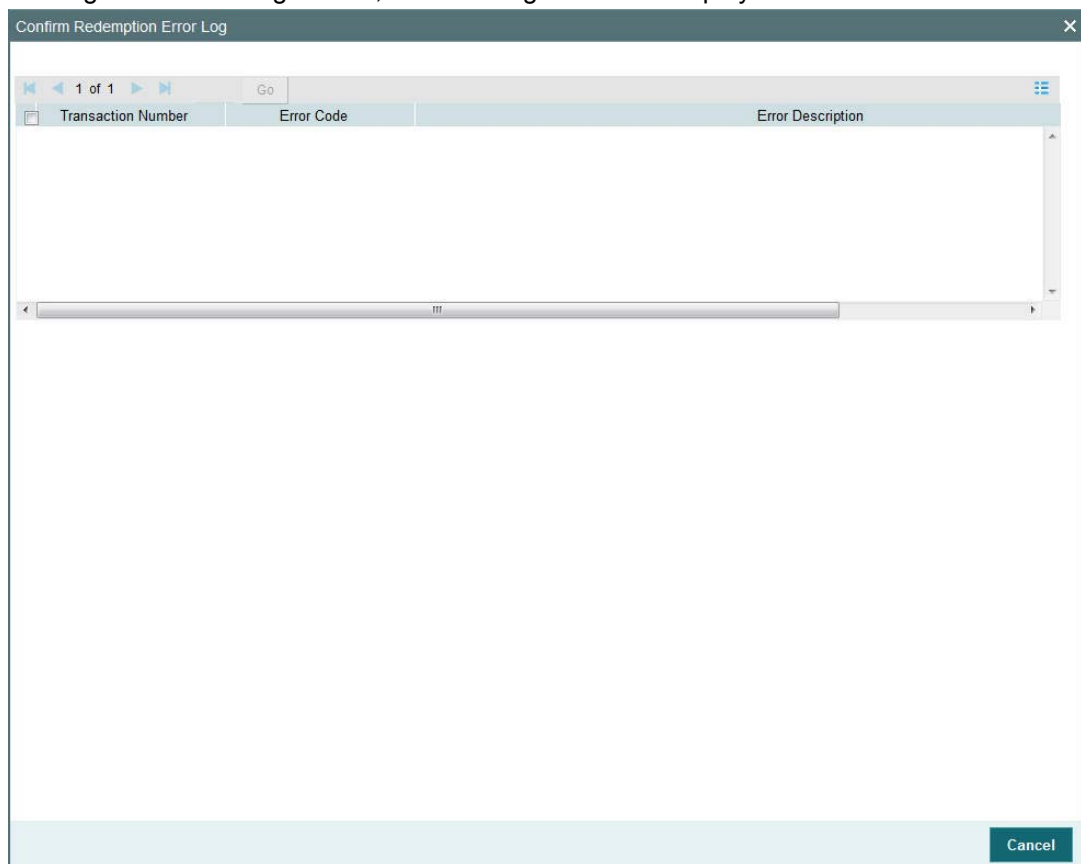 Confirm Redemption Error Log
1 of 1 Go
Transaction Number Error Code Error Description
Cancel